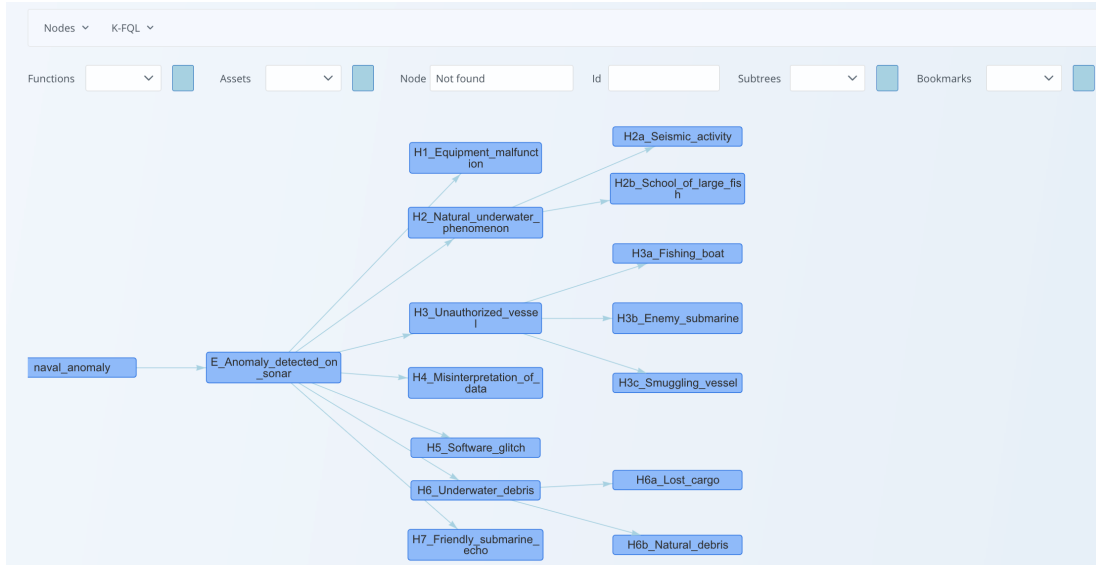 Nodes K-FQL
Functions Assets Node Not found Id Subtrees Bookmarks
H2a_Seismic_activity
H1_Equipment_malfunct
ion
H2b_School_of_large_fis
h
H2_Natural_underwater_
phenomenon
H3a_Fishing_boat
H3_Unauthorized_vesse
l
H3b_Enemy_submarine
naval_anomaly
E_Anomaly_detected_on
_sonar
H4_Misinterpretation_of_
data
H3c_Smuggling_vessel
H5_Software_glitch
H6_Underwater_debris
H6a_Lost_cargo
H7_Friendly_submarine_
echo
H6b_Natural_debris